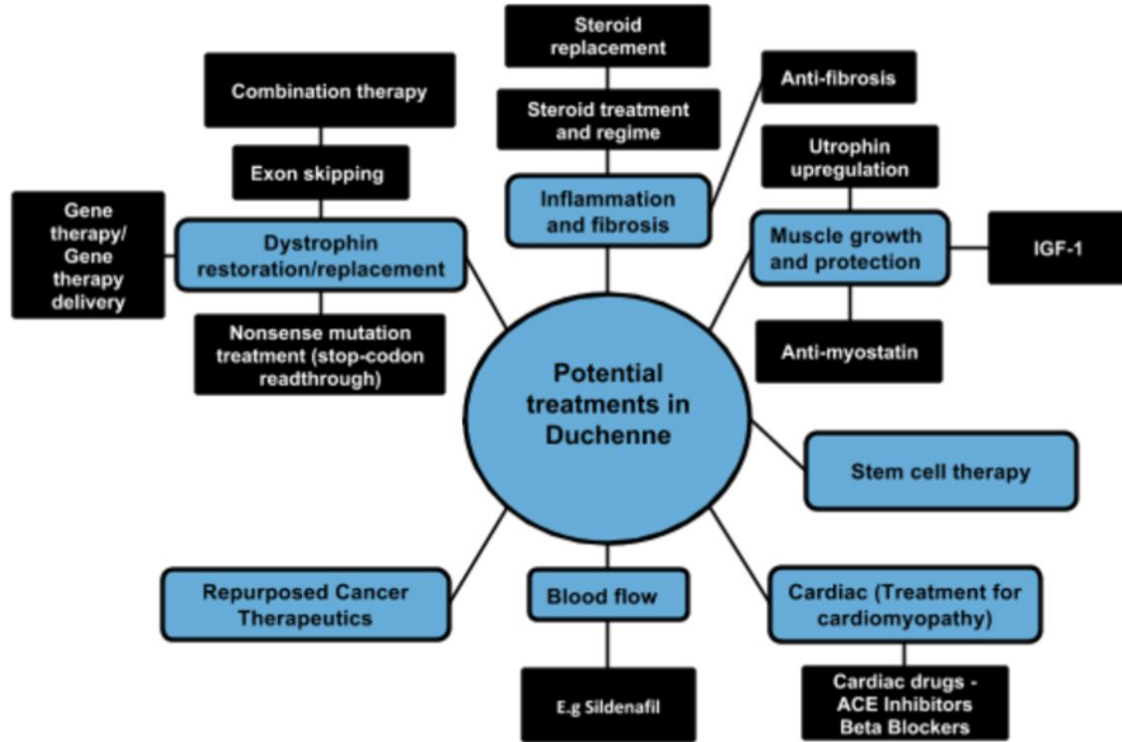 Steroid
replacement
Anti-fibrosis
Combination therapy
Steroid treatment
and regime
Utrophin
upregulation
Exon skipping
Inflammation
and fibrosis
Gene
therapy/
Gene
therapy
delivery
Dystrophin
restoration/replacement
Muscle growth
and protection
IGF-1
Nonsense mutation
treatment (stop-codon
readthrough)
Anti-myostatin
Potential
treatments in
Duchenne
Stem cell therapy
Repurposed Cancer
Therapeutics
Blood flow
Cardiac (Treatment for
cardiomyopathy)
E.g Sildenafil
Cardiac drugs -
ACE Inhibitors
Beta Blockers